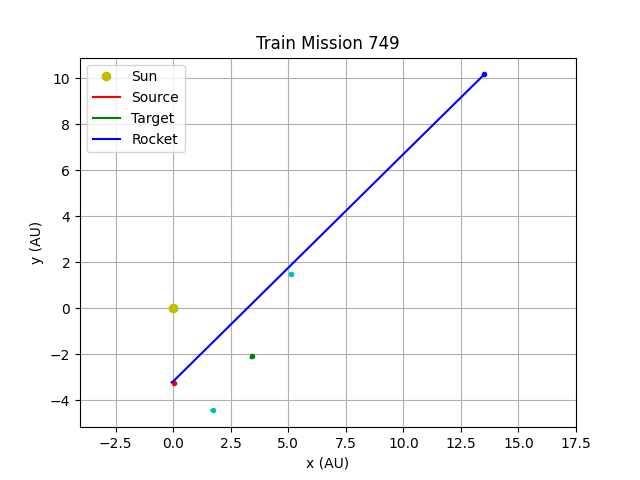 Train Mission 749
Sun
Source
Target
Rocket
y (AU)
10
8
6
4
2
0
−2
−4
−2.5 0.0 2.5 5.0 7.5 10.0 12.5 15.0 17.5
x (AU)